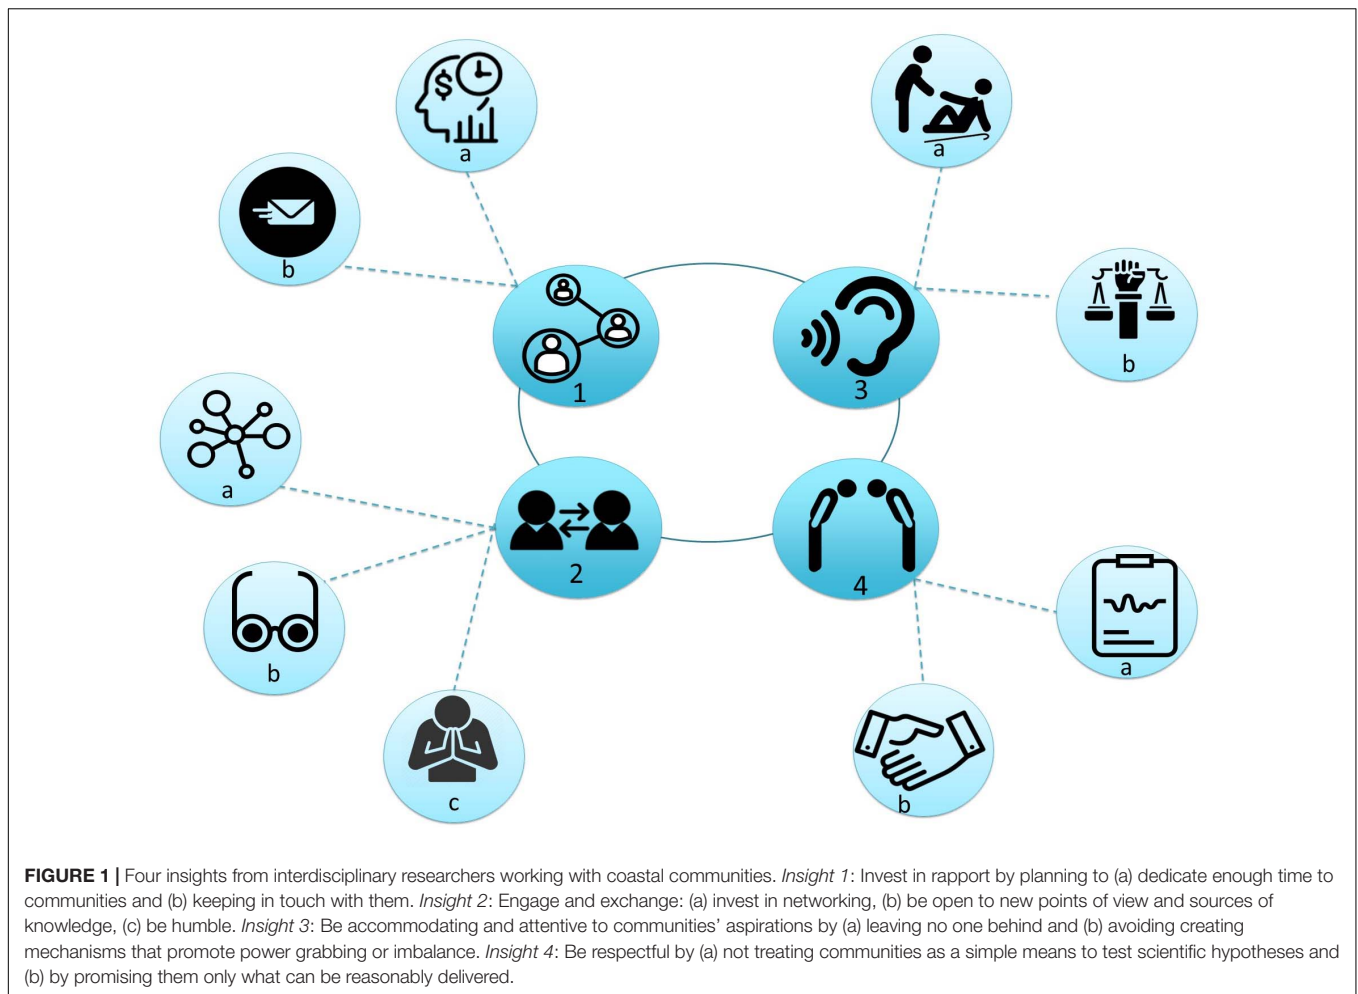 $
a
a
b
b
1
3
a
2
4
b
a
c
b
FIGURE 1 | Four insights from interdisciplinary researchers working with coastal communities. Insight 1: Invest in rapport by planning to (a) dedicate enough time to
communities and (b) keeping in touch with them. Insight 2: Engage and exchange: (a) invest in networking, (b) be open to new points of view and sources of
knowledge, (c) be humble. Insight 3: Be accommodating and attentive to communities’ aspirations by (a) leaving no one behind and (b) avoiding creating
mechanisms that promote power grabbing or imbalance. Insight 4: Be respectful by (a) not treating communities as a simple means to test scientific hypotheses and
(b) by promising them only what can be reasonably delivered.